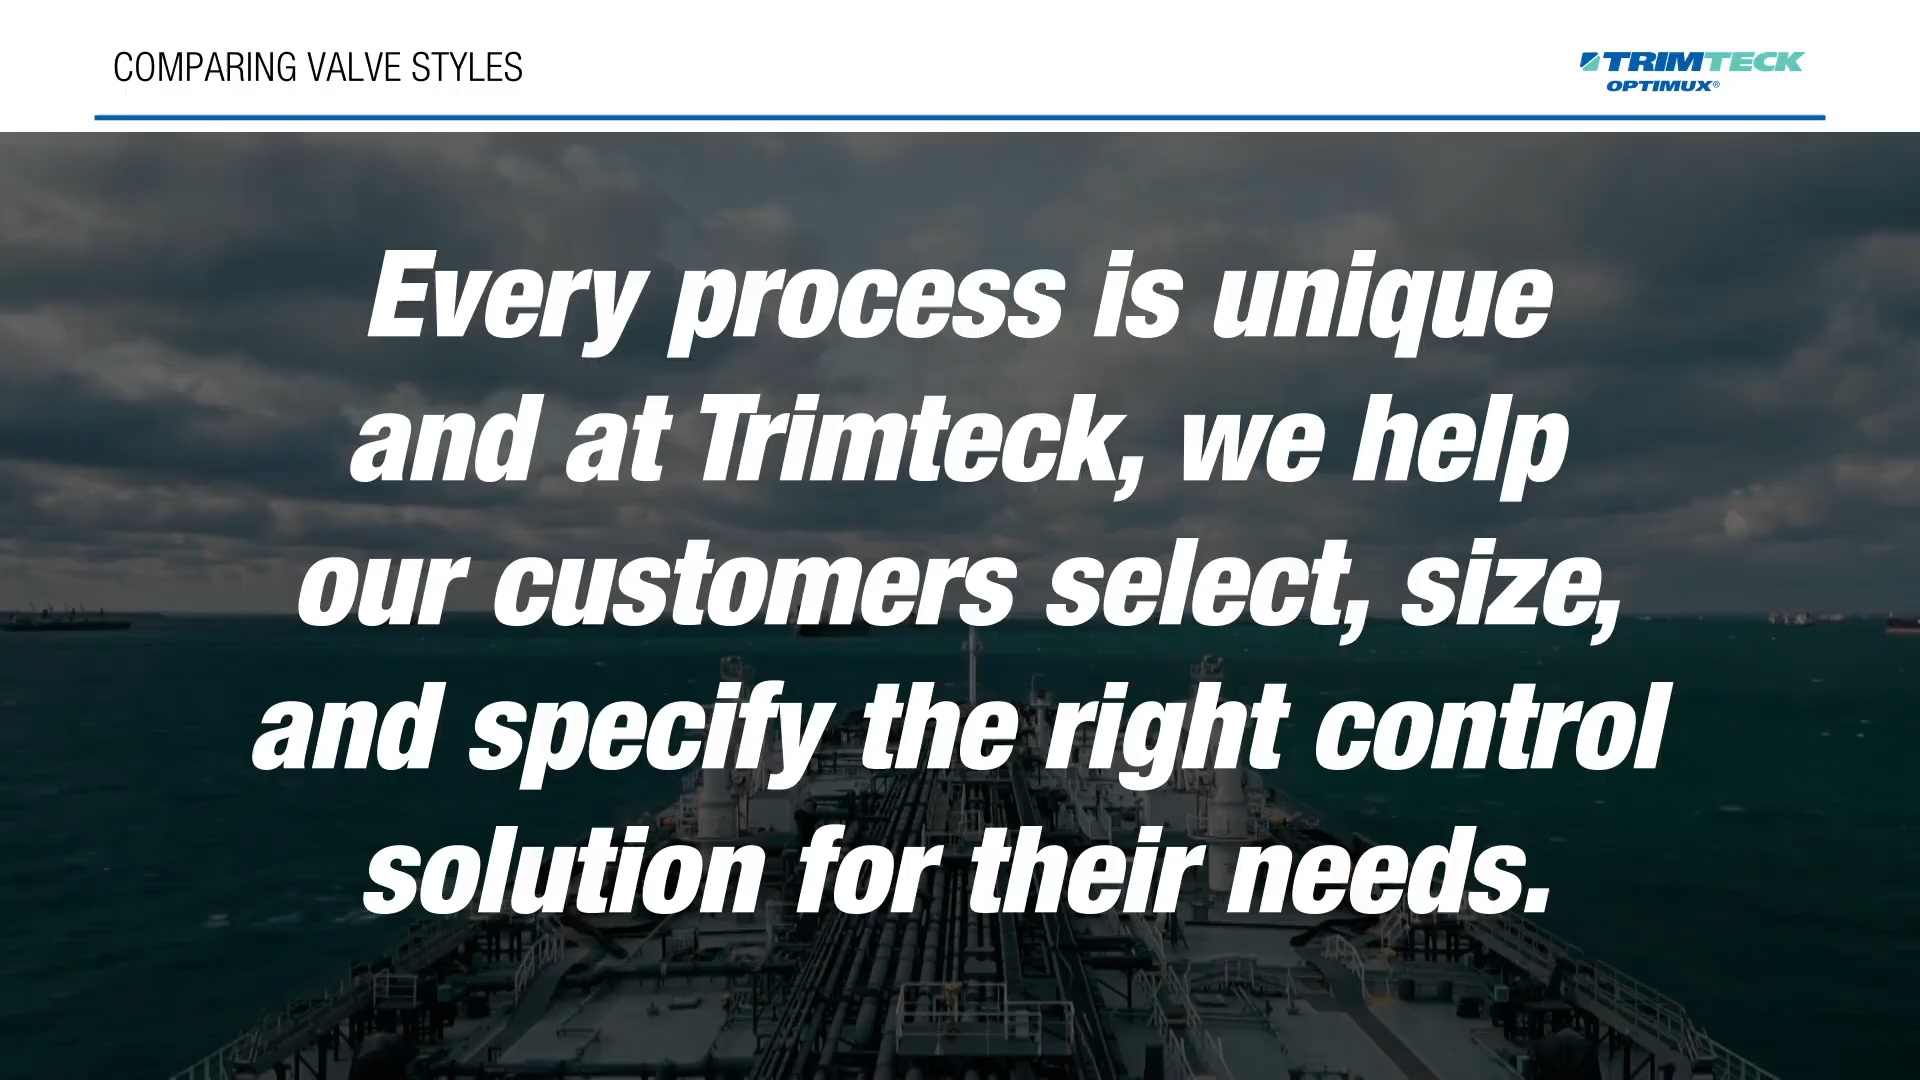 COMPARING VALVE STYLES
TRIMTECK
OPTIMUX®
Every process is unique
and at Trimteck, we help
our customers select, size,
and specify the right control
solution for their needs.